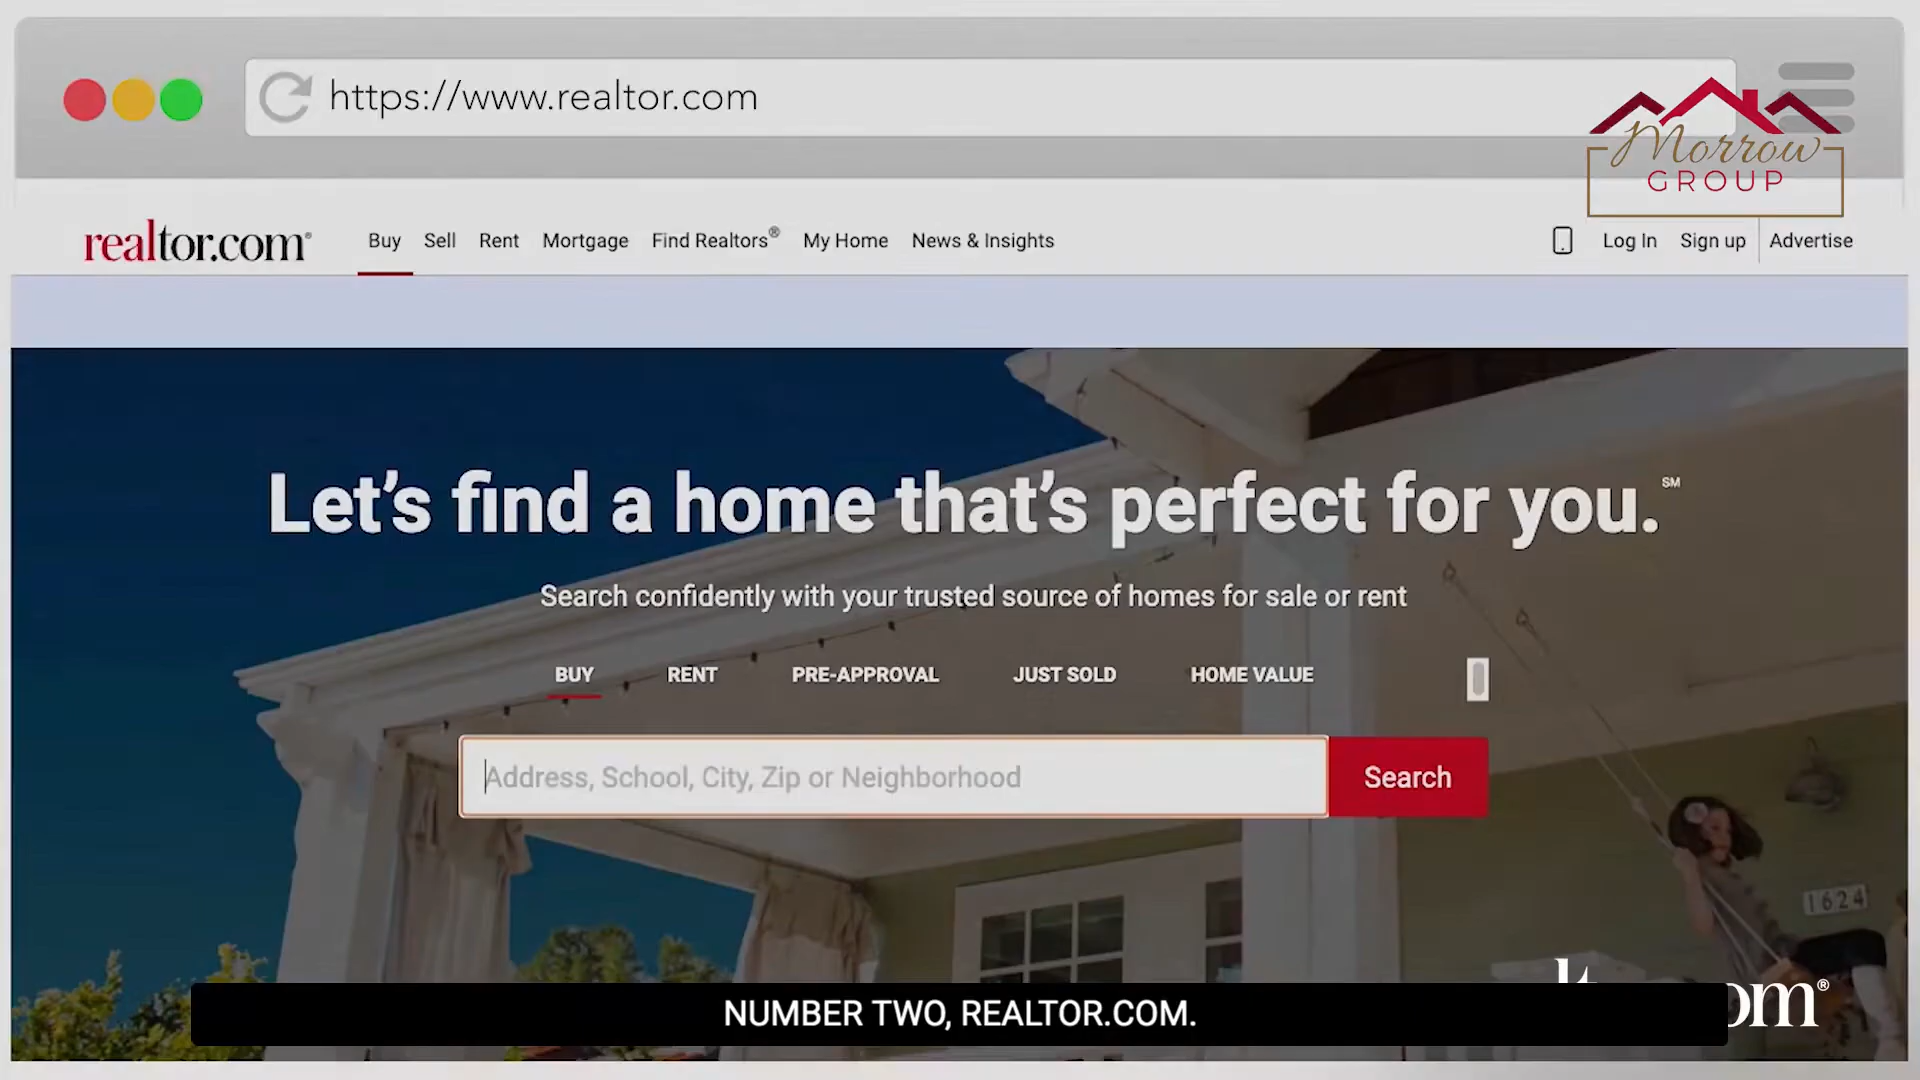 https://www.realtor.com
Morrow
GROUP
realtor.com®
Buy Sell Rent Mortgage Find Realtors® My Home News & Insights
Log In Sign up Advertise
Let’s find a home that’s perfect for you.℠
Search confidently with your trusted source of homes for sale or rent
BUY RENT PRE-APPROVAL JUST SOLD HOME VALUE
Address, School, City, Zip or Neighborhood
Search
1624
NUMBER TWO, REALTOR.COM.